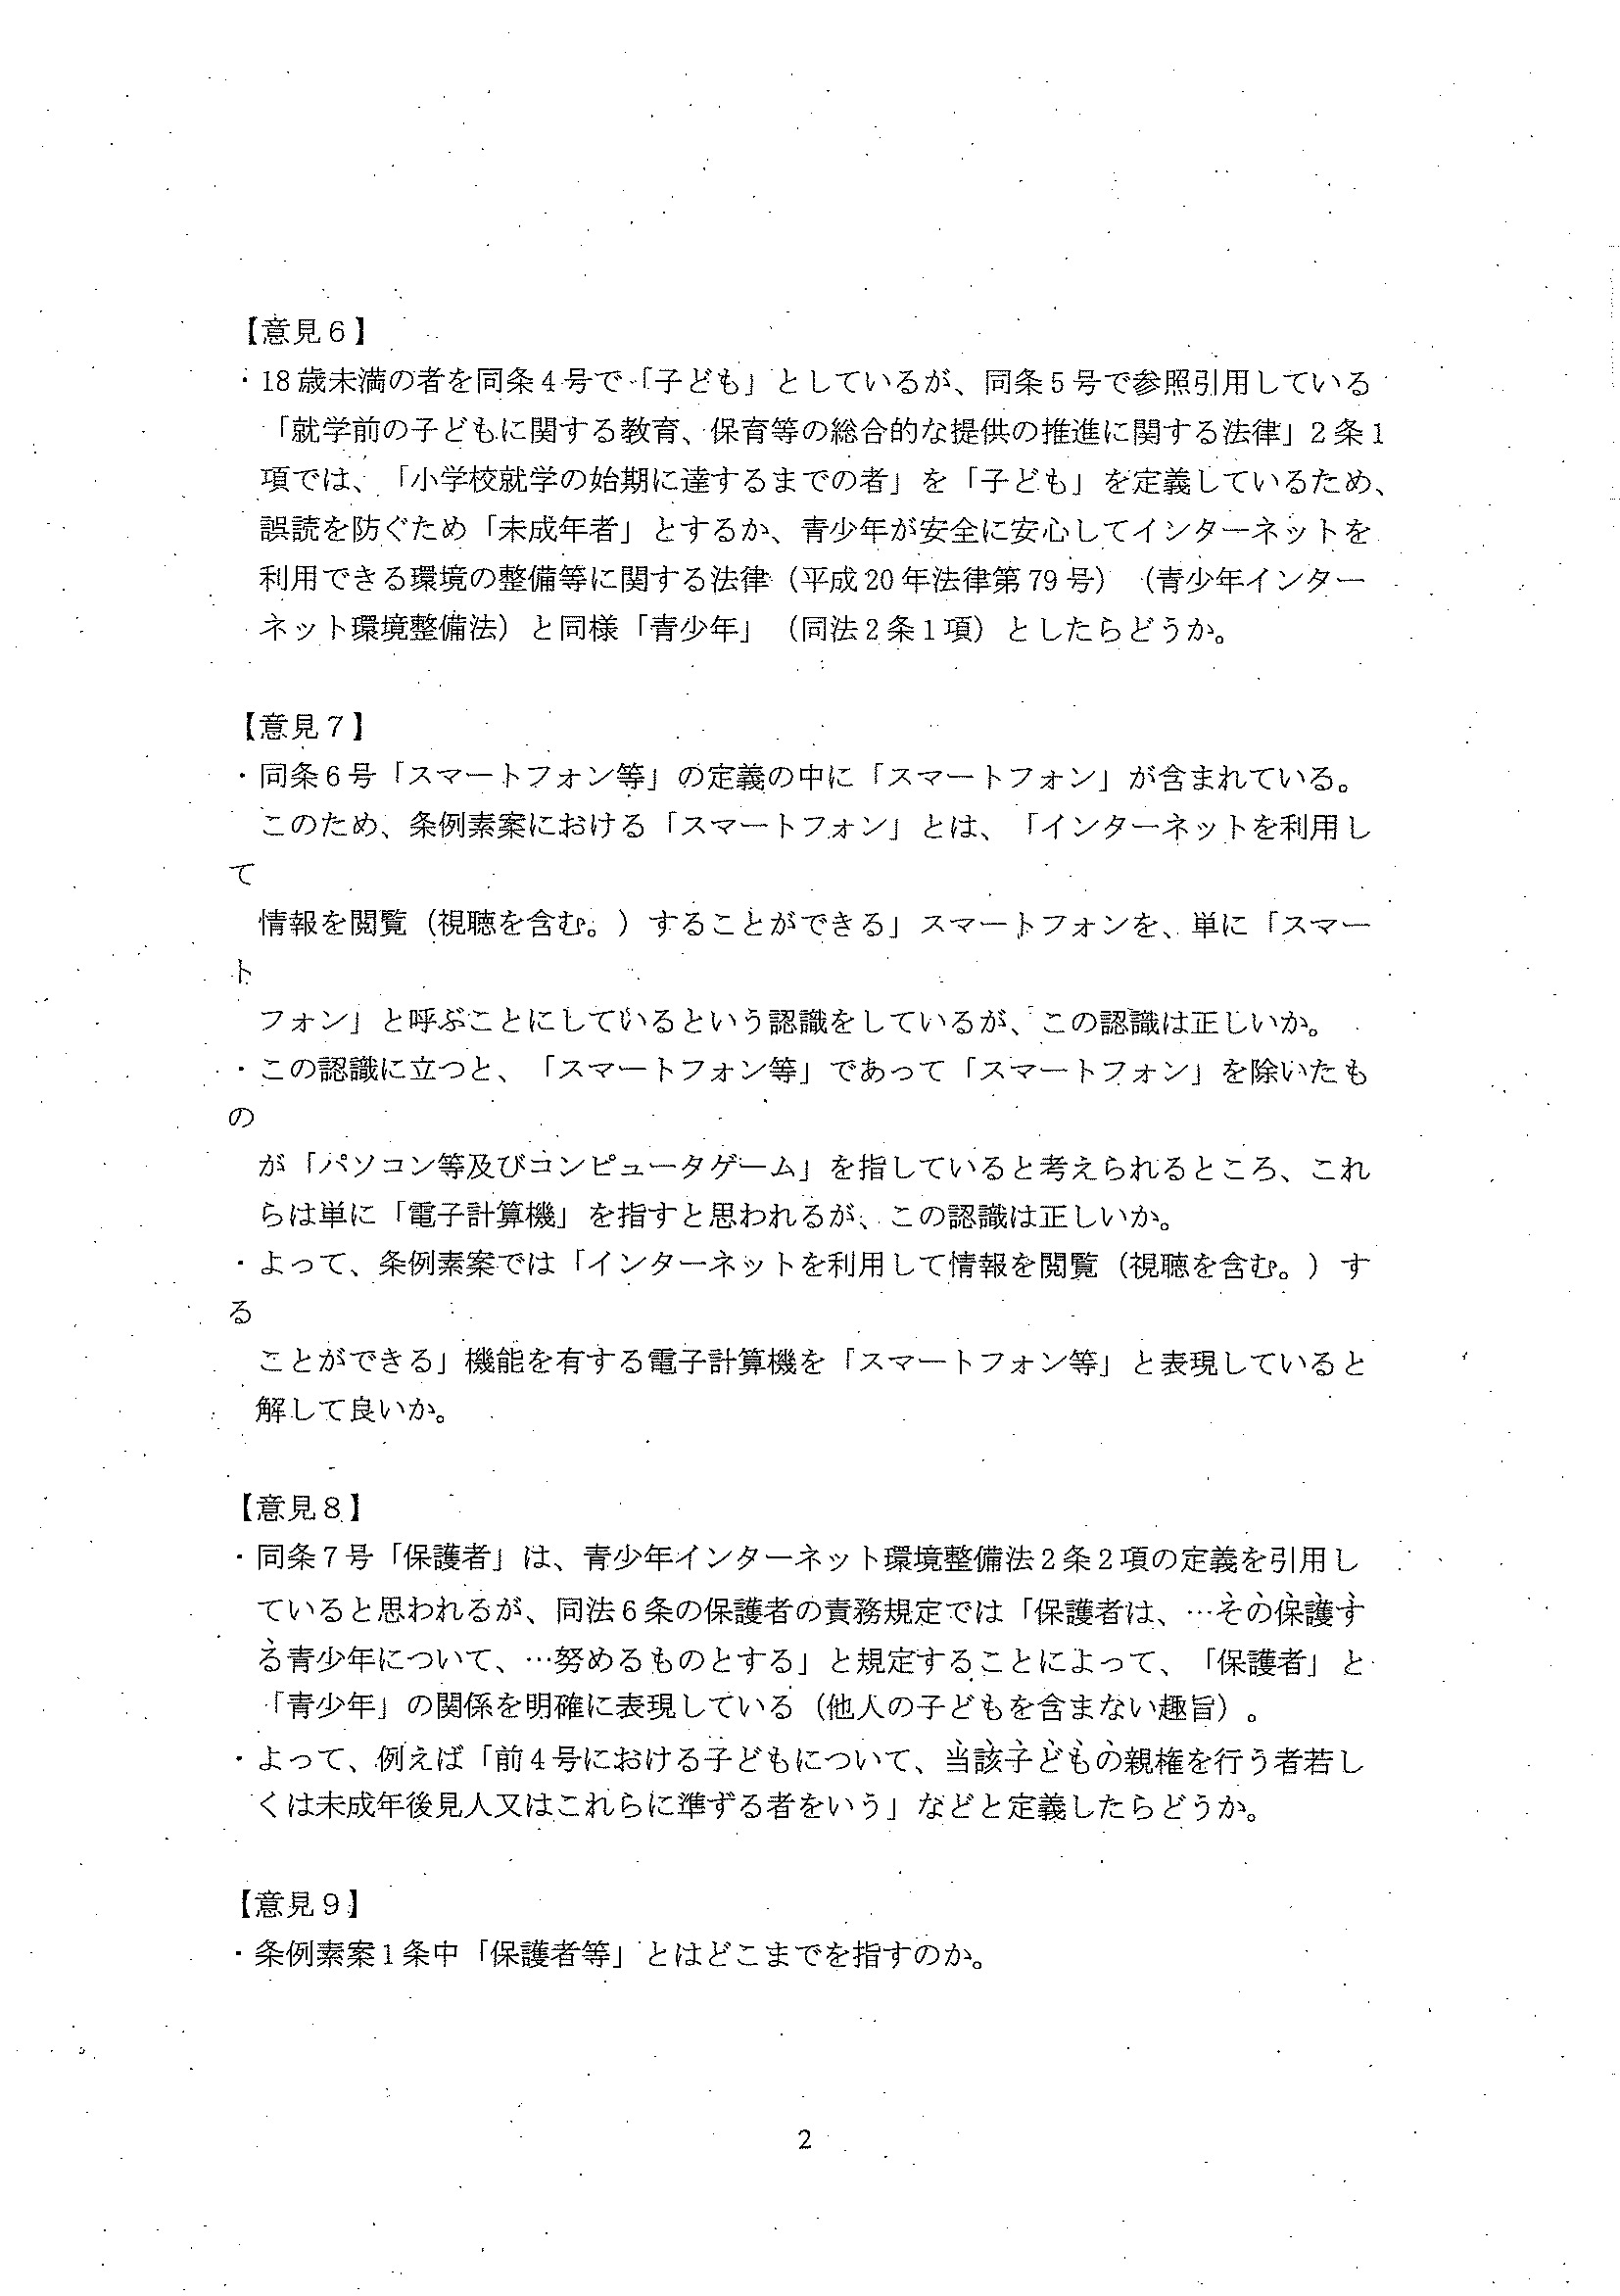 【意見６】
・18歳未満の者を同条４号で「子ども」としているが、同条５号で参照引用している
「就学前の子どもに関する教育、保育等の総合的な提供の推進に関する法律」２条１
項では、「小学校就学の始期に達するまでの者」を「子ども」を定義しているため、
誤読を防ぐため「未成年者」とするか、青少年が安全に安心してインターネットを
利用できる環境の整備等に関する法律（平成20年法律第79号）（青少年インター
ネット環境整備法）と同様「青少年」（同法２条１項）としたらどうか。
【意見７】
・同条６号「スマートフォン等」の定義の中に「スマートフォン」が含まれている。
このため、条例素案における「スマートフォン」とは、「インターネットを利用し
て
情報を閲覧（視聴を含む。）することができる」スマートフォンを、単に「スマー
ト
フォン」と呼ぶことにしているという認識をしているが、この認識は正しいか。
・この認識に立つと、「スマートフォン等」であって「スマートフォン」を除いたも
の
が「パソコン等及びコンピュータゲーム」を指していると考えられるところ、これ
らは単に「電子計算機」を指すと思われるが、この認識は正しいか。
・よって、条例素案では「インターネットを利用して情報を閲覧（視聴を含む。）す
る
ことができる」機能を有する電子計算機を「スマートフォン等」と表現していると
解して良いか。
【意見８】
・同条７号「保護者」は、青少年インターネット環境整備法２条２項の定義を引用し
ていると思われるが、同法６条の保護者の責務規定では「保護者は、…その保護す
る青少年について、…努めるものとする」と規定することによって、「保護者」と
「青少年」の関係を明確に表現している（他人の子どもを含まない趣旨）。
・よって、例えば「前４号における子どもについて、当該子どもの親権を行う者若し
くは未成年後見人又はこれらに準ずる者をいう」などと定義したらどうか。
【意見９】
・条例素案１条中「保護者等」とはどこまでを指すのか。
2